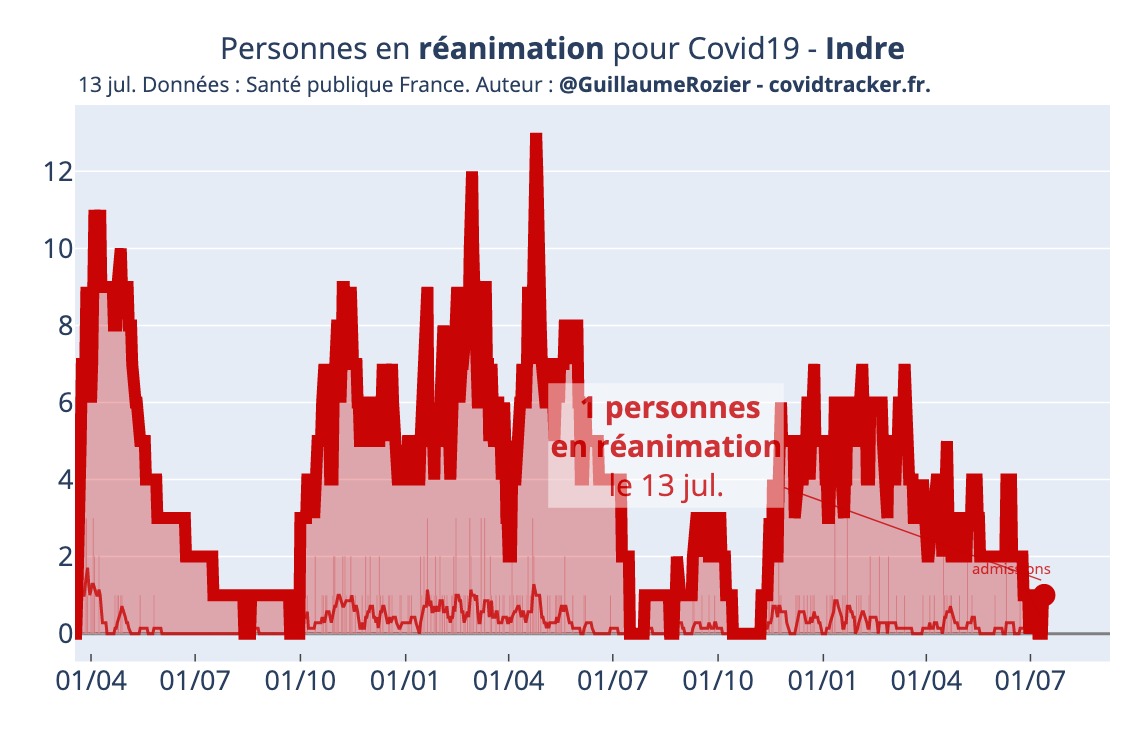 Personnes en réanimation pour Covid19 - Indre
13 jul. Données : Santé publique France. Auteur : @GuillaumeRozier - covidtracker.fr.
12
10
8
6
4
2
0
1 personnes
en réanimation
le 13 jul.
admissions
01/04 01/07 01/10 01/01 01/04 01/07 01/10 01/01 01/04 01/07